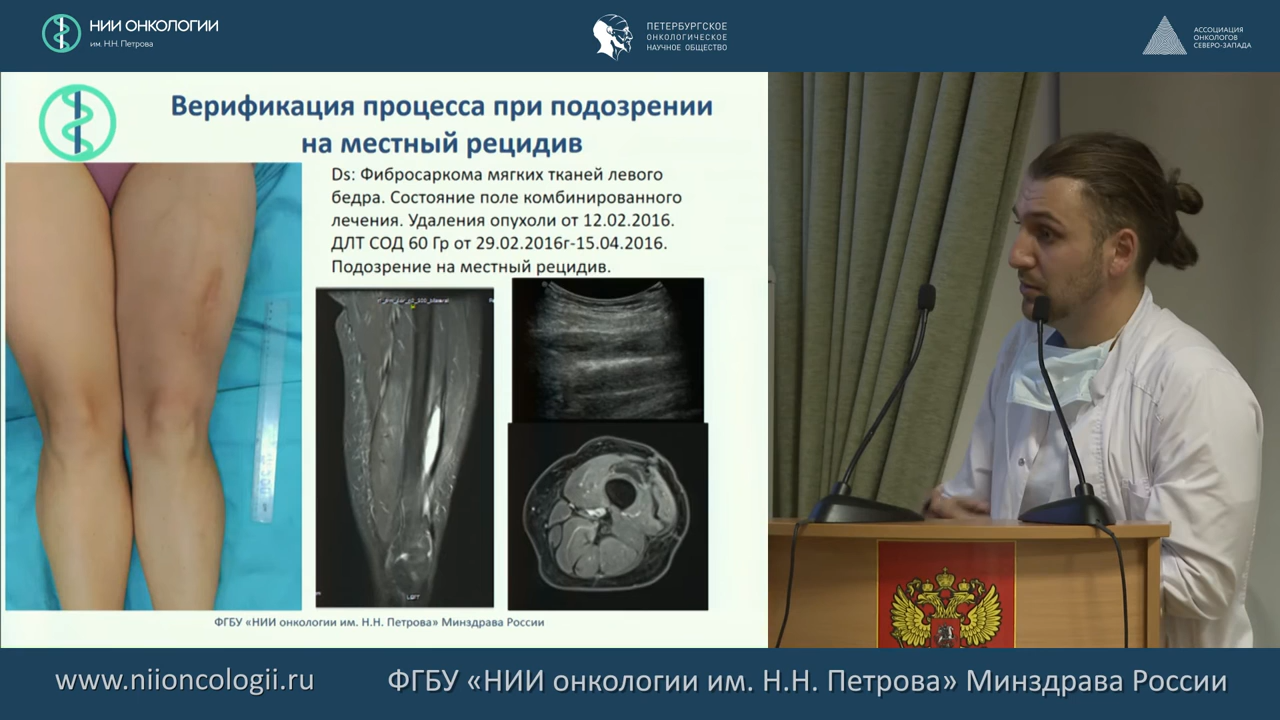 НИИ ОНКОЛОГИИ
им. Н.Н. Петрова
ПЕТЕРБУРГСКОЕ
ОНКОЛОГИЧЕСКОЕ
НАУЧНОЕ ОБЩЕСТВО
АССОЦИАЦИЯ
ОНКОЛОГОВ
СЕВЕРО-ЗАПАДА
Верификация процесса при подозрении
на местный рецидив
Ds: Фибросаркома мягких тканей левого
бедра. Состояние поле комбинированного
лечения. Удаления опухоли от 12.02.2016.
ДЛТ СОД 60 Гр от 29.02.2016г-15.04.2016.
Подозрение на местный рецидив.
LEFT
ФГБУ «НИИ онкологии им. Н.Н. Петрова» Минздрава России
www.niioncologii.ru
ФГБУ «НИИ онкологии им. Н.Н. Петрова» Минздрава России